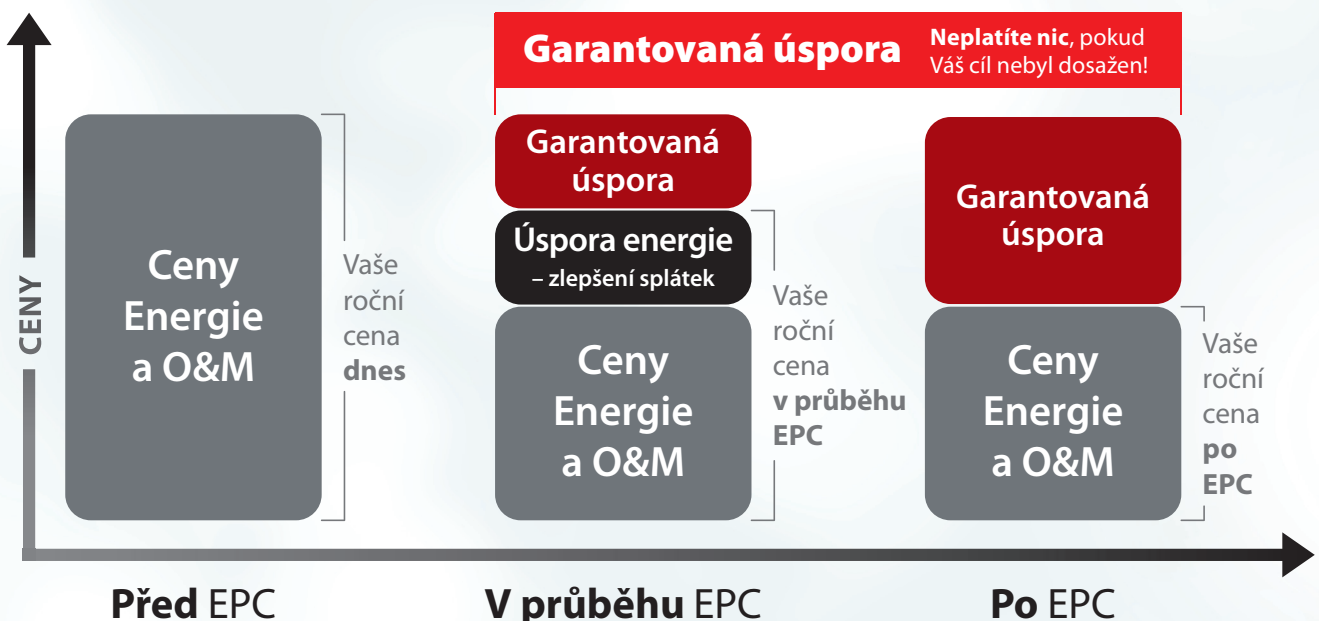 Garantovaná úspora
Neplatíte nic, pokud
Váš cíl nebyl dosažen!
CENY
Ceny
Energie
a O&M
Vaše
roční
cena
dnes
Garantovaná
úspora
Úspora energie
– zlepšení splátek
Ceny
Energie
a O&M
Vaše
roční
cena
v průběhu
EPC
Garantovaná
úspora
Ceny
Energie
a O&M
Vaše
roční
cena
po
EPC
Před EPC
V průběhu EPC
Po EPC